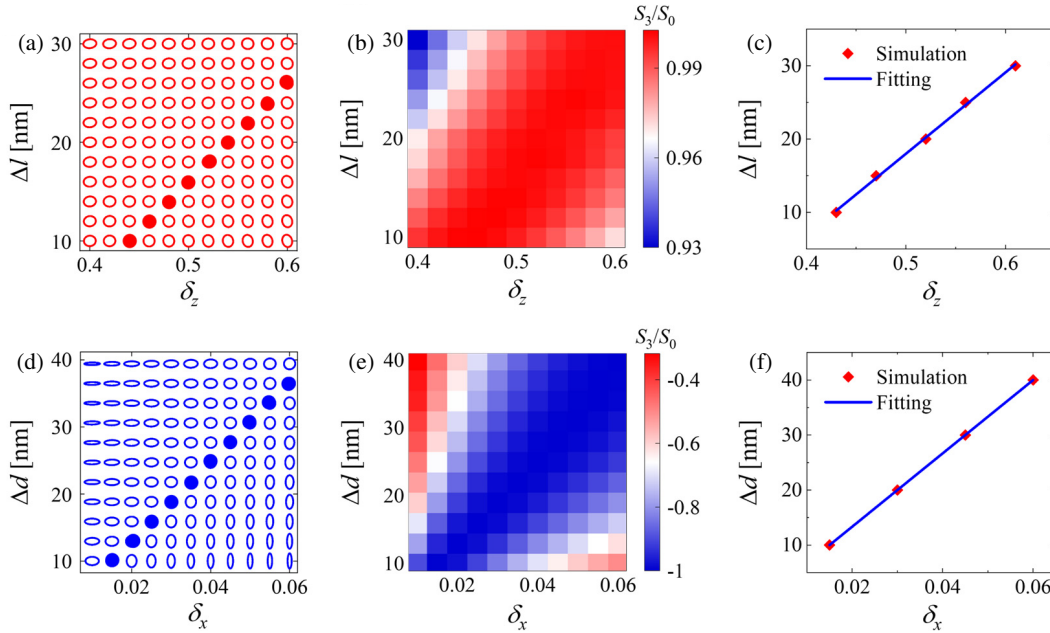 (a)
30
20
10
Δl [nm]
0.4
0.5
0.6
δz
(b)
S3/S0
30
20
10
Δl [nm]
0.99
0.96
0.93
0.4
0.5
0.6
δz
(c)
Simulation
Fitting
30
20
10
Δl [nm]
0.4
0.5
0.6
δz
(d)
40
30
20
10
Δd [nm]
0.02
0.04
0.06
δx
(e)
S3/S0
40
30
20
10
Δd [nm]
-0.4
-0.6
-0.8
-1
0.02
0.04
0.06
δx
(f)
Simulation
Fitting
40
30
20
10
Δd [nm]
0.02
0.04
0.06
δx